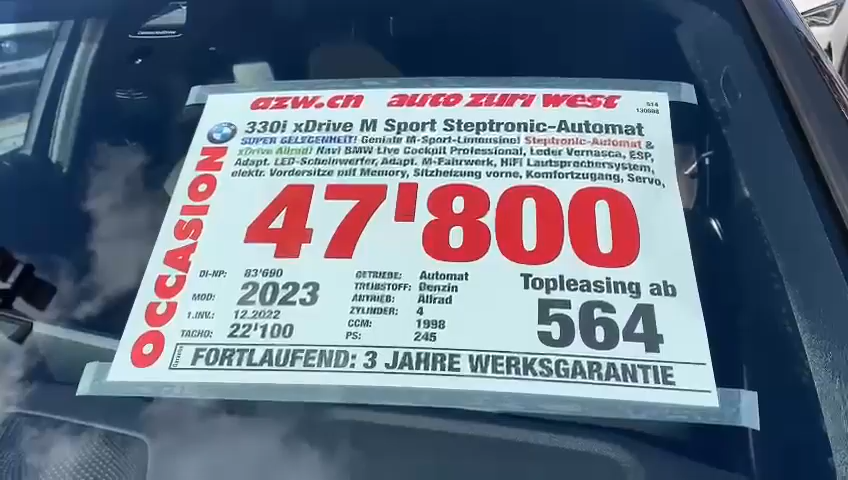 azw.ch auto zuri west
S14
130688
BMW
330i xDrive M Sport Steptronic-Automat
SUPER GELEGENHEIT! Geniale M-Sport-Limousine! Steptronic-Automat &
xDrive Allrad! Navi BMW Live Cockpit Professional, Leder Vernasca, ESP,
Adapt. LED-Scheinwerfer, Adapt. M-Fahrwerk, HiFi Lautsprechersystem,
elektr. Vordersitze mit Memory, Sitzheizung vorne, Komfortzugang, Servo,
OCCASION
47'800
DI-NP: 83'690
MOD: 2023
1.INV.: 12.2022
TACHO: 22'100
GETRIEBE: Automat
TREIBSTOFF: Benzin
ANTRIEB: Allrad
ZYLINDER: 4
CCM: 1998
PS: 245
Topleasing ab
564
Garantie FORTLAUFEND: 3 JAHRE WERKSGARANTIE